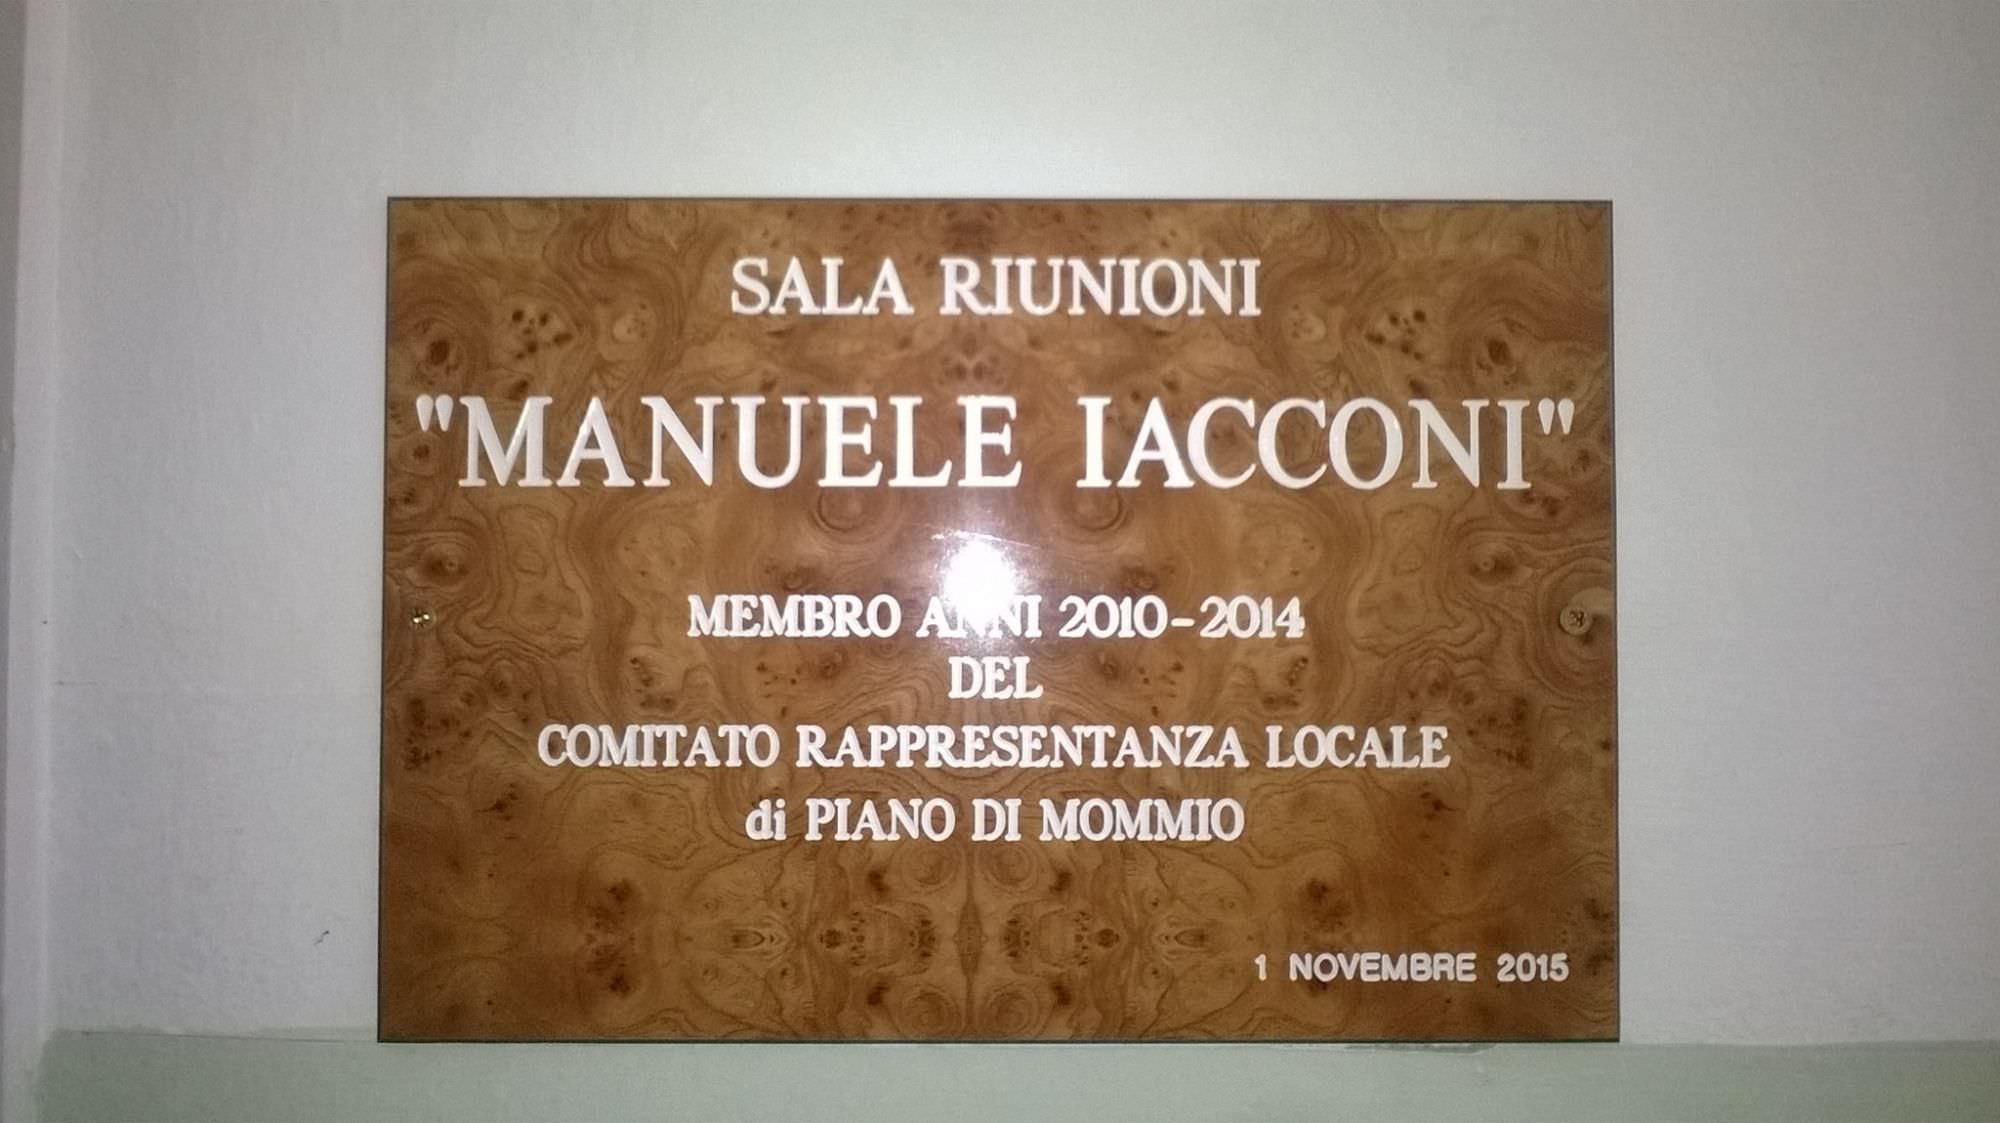 SALA RIUNIONI
"MANUELE IACCONI"
MEMBRO ANNI 2010-2014
DEL
COMITATO RAPPRESENTANZA LOCALE
di PIANO DI MOMMIO
1 NOVEMBRE 2015